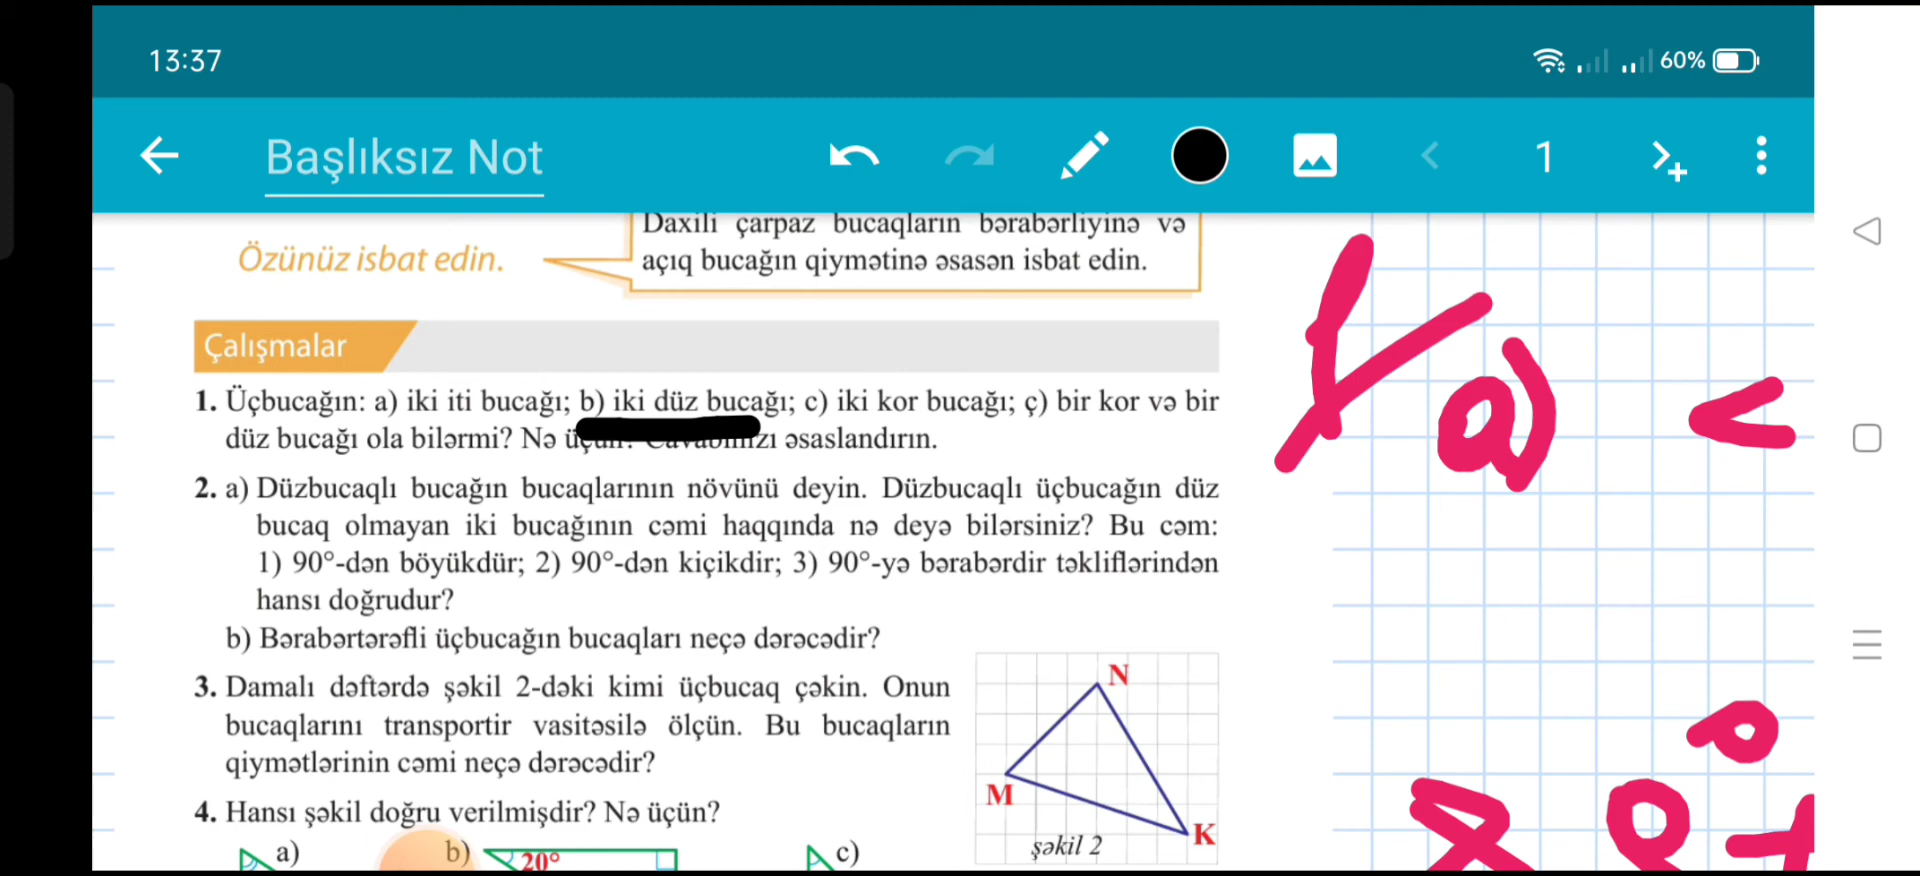 13:37
60%
Başlıksız Not
1
Daxili çarpaz bucaqların bərabərliyinə və
Özünüz isbat edin.
açıq bucağın qiymətinə əsasən isbat edin.
Çalışmalar
1. Üçbucağın: a) iki iti bucağı; b) iki düz bucağı; c) iki kor bucağı; ç) bir kor və bir
düz bucağı ola bilərmi? Nə üçün? Cavabınızı əsaslandırın.
a) <
2. a) Düzbucaqlı bucağın bucaqlarının növünü deyin. Düzbucaqlı üçbucağın düz
bucaq olmayan iki bucağının cəmi haqqında nə deyə bilərsiniz? Bu cəm:
1) 90°-dən böyükdür; 2) 90°-dən kiçikdir; 3) 90°-yə bərabərdir təkliflərindən
hansı doğrudur?
b) Bərabərtərəfli üçbucağın bucaqları neçə dərəcədir?
3. Damalı dəftərdə şəkil 2-dəki kimi üçbucaq çəkin. Onun
bucaqlarını transportir vasitəsilə ölçün. Bu bucaqların
qiymətlərinin cəmi neçə dərəcədir?
N
M
K
şəkil 2
4. Hansı şəkil doğru verilmişdir? Nə üçün?
a)
b)
20°
c)